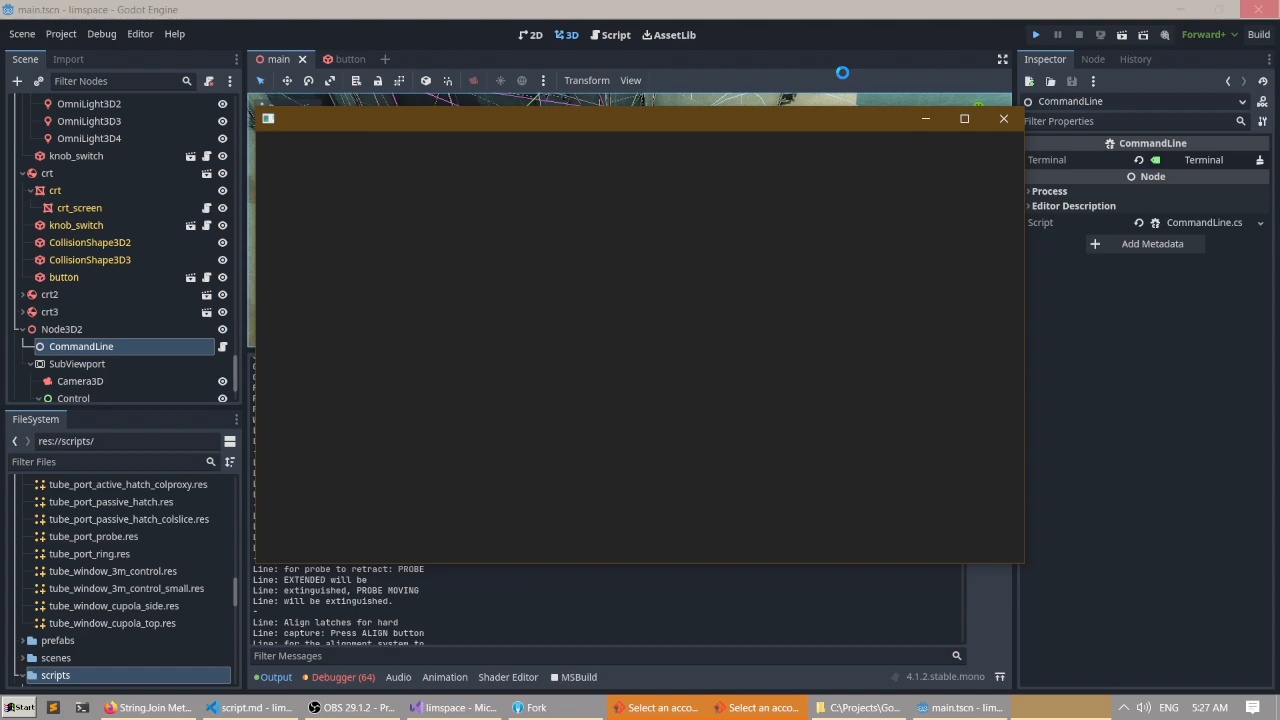 main.tscn - limspace - Godot Engine
Scene Project Debug Editor Help
2D 3D Script AssetLib
Forward+ Build
Scene Import
main button
Inspector Node History
Filter Nodes
Transform View
CommandLine
Filter Properties
OmniLight3D2
OmniLight3D3
OmniLight3D4
knob_switch
crt
crt
crt_screen
knob_switch
CollisionShape3D2
CollisionShape3D3
button
crt2
crt3
Node3D2
CommandLine
SubViewport
Camera3D
Control
CommandLine
Terminal Terminal
Node
Process
Editor Description
Script CommandLine.cs
Add Metadata
FileSystem
res://scripts/
Filter Files
tube_port_active_hatch_colproxy.res
tube_port_passive_hatch.res
tube_port_passive_hatch_colslice.res
tube_port_probe.res
tube_port_ring.res
tube_window_3m_control.res
tube_window_3m_control_small.res
tube_window_cupola_side.res
tube_window_cupola_top.res
prefabs
scenes
scripts
Line: for probe to retract: PROBE
Line: EXTENDED will be
Line: extinguished, PROBE MOVING
Line: will be extinguished.
-
Line: Align latches for hard
Line: capture: Press ALIGN button
Line: for the alignment system to
Filter Messages
Output Debugger (64) Audio Animation Shader Editor MSBuild
4.1.2.stable.mono
Start String.Join Met... script.md - lim... OBS 29.1.2 - Pr... limspace - Mic... Fork Select an acco... Select an acco... C:\Projects\Go... main.tscn - lim...
ENG 5:27 AM